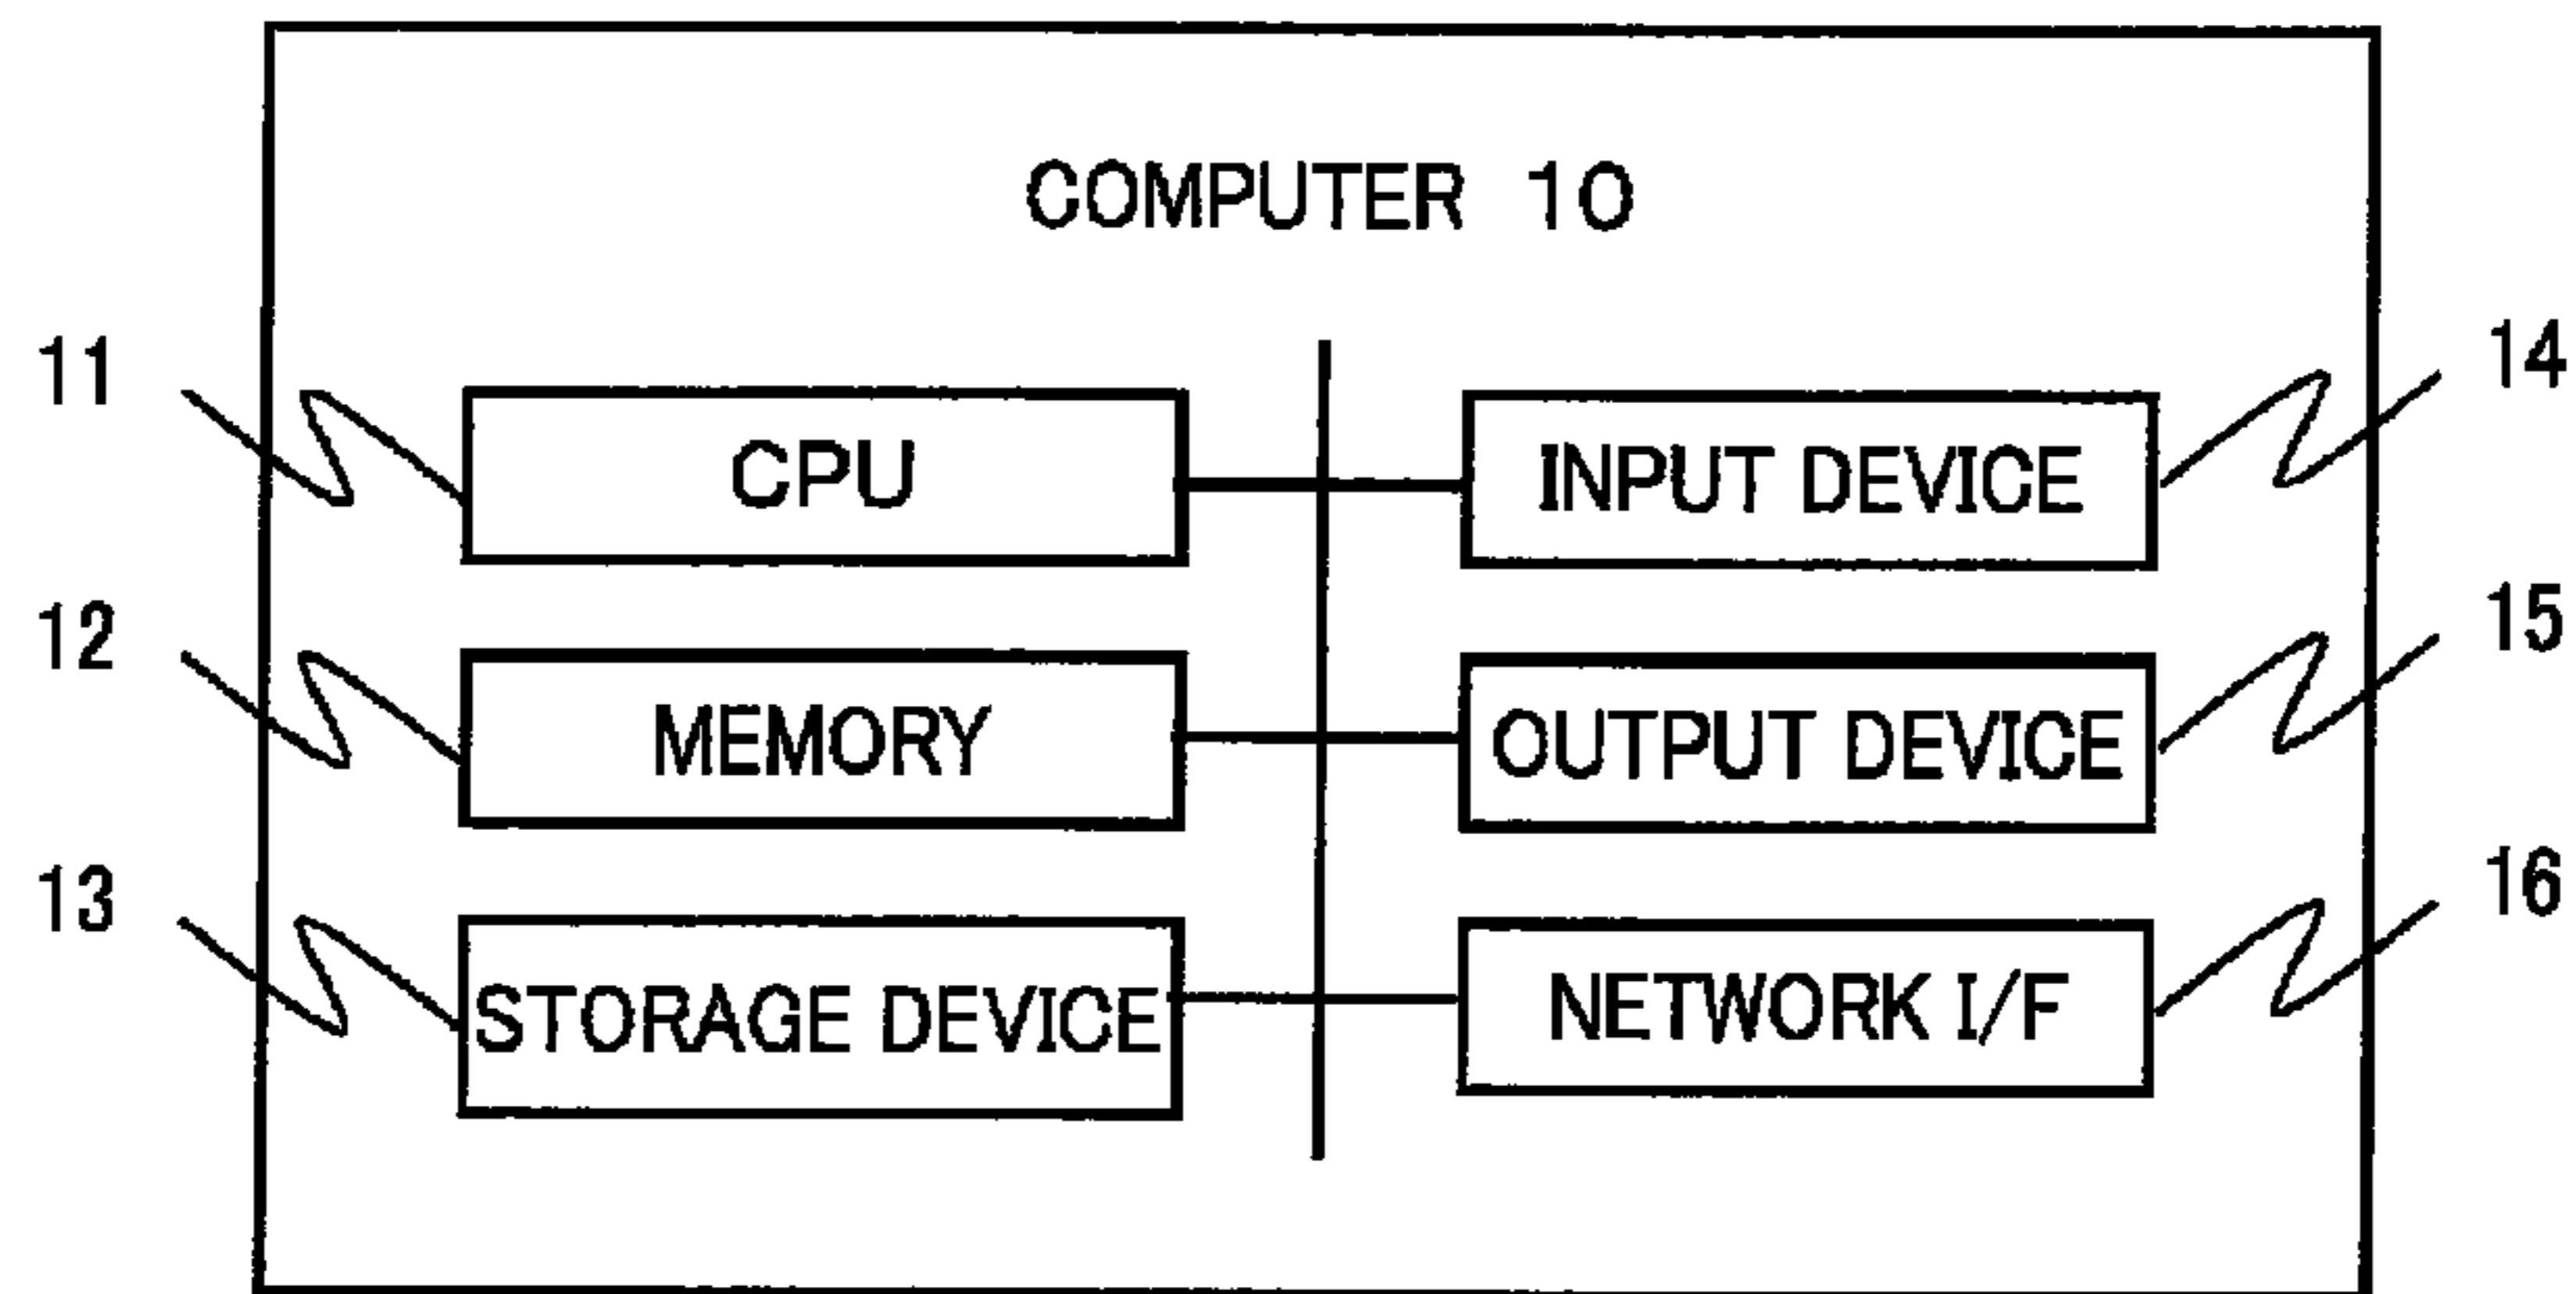 COMPUTER 10
11
CPU
INPUT DEVICE
14
12
MEMORY
OUTPUT DEVICE
15
13
STORAGE DEVICE
NETWORK I/F
16